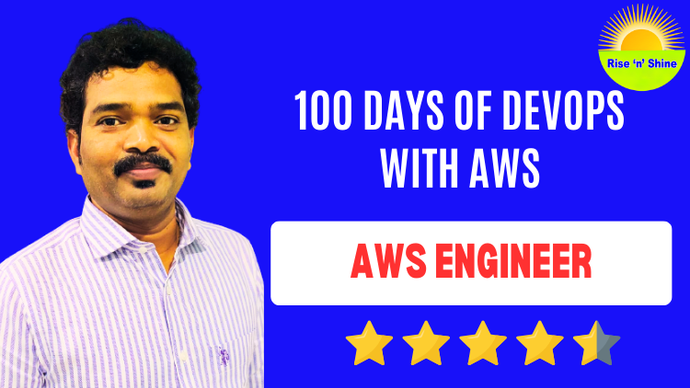 Rise 'n' Shine
100 DAYS OF DEVOPS
WITH AWS
AWS ENGINEER